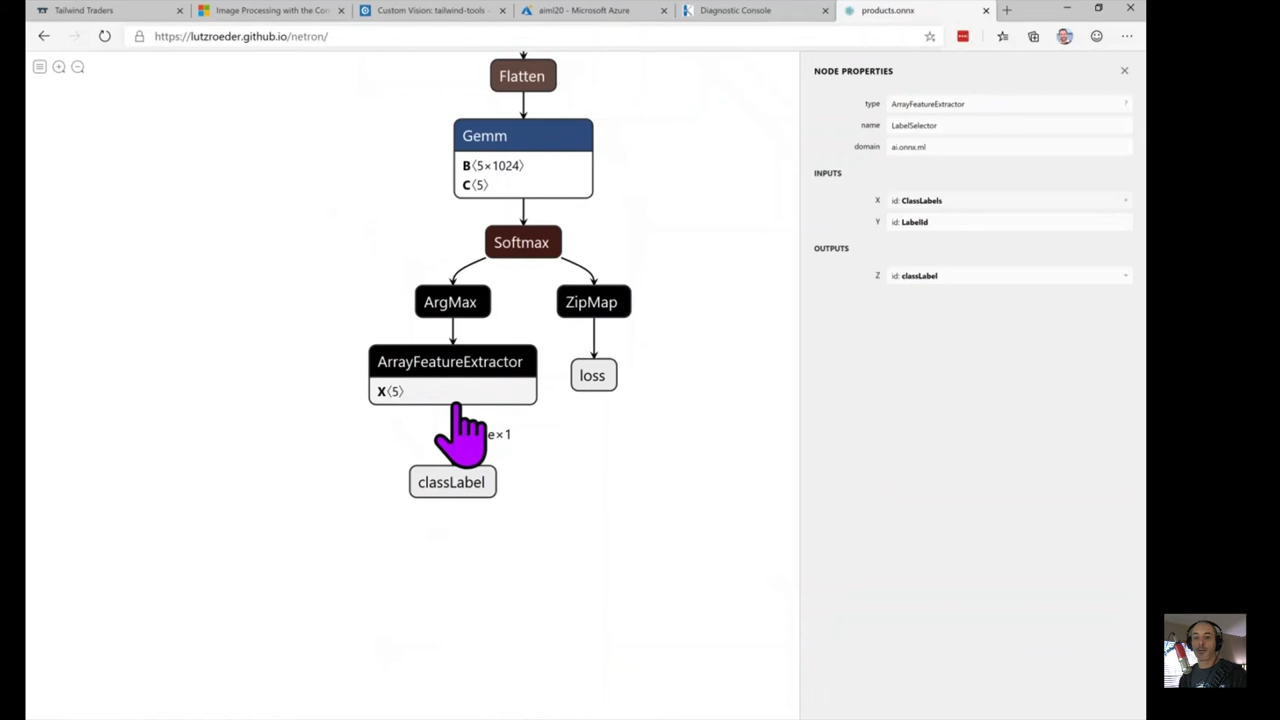 Tailwind Traders
Image Processing with the Con
Custom Vision: tailwind-tools -
aiml20 - Microsoft Azure
Diagnostic Console
products.onnx
https://lutzroeder.github.io/netron/
Flatten
Gemm
B⟨5×1024⟩
C⟨5⟩
Softmax
ArgMax
ZipMap
ArrayFeatureExtractor
X⟨5⟩
loss
e×1
classLabel
NODE PROPERTIES
type ArrayFeatureExtractor ?
name LabelSelector
domain ai.onnx.ml
INPUTS
X id: ClassLabels
Y id: LabelId
OUTPUTS
Z id: classLabel